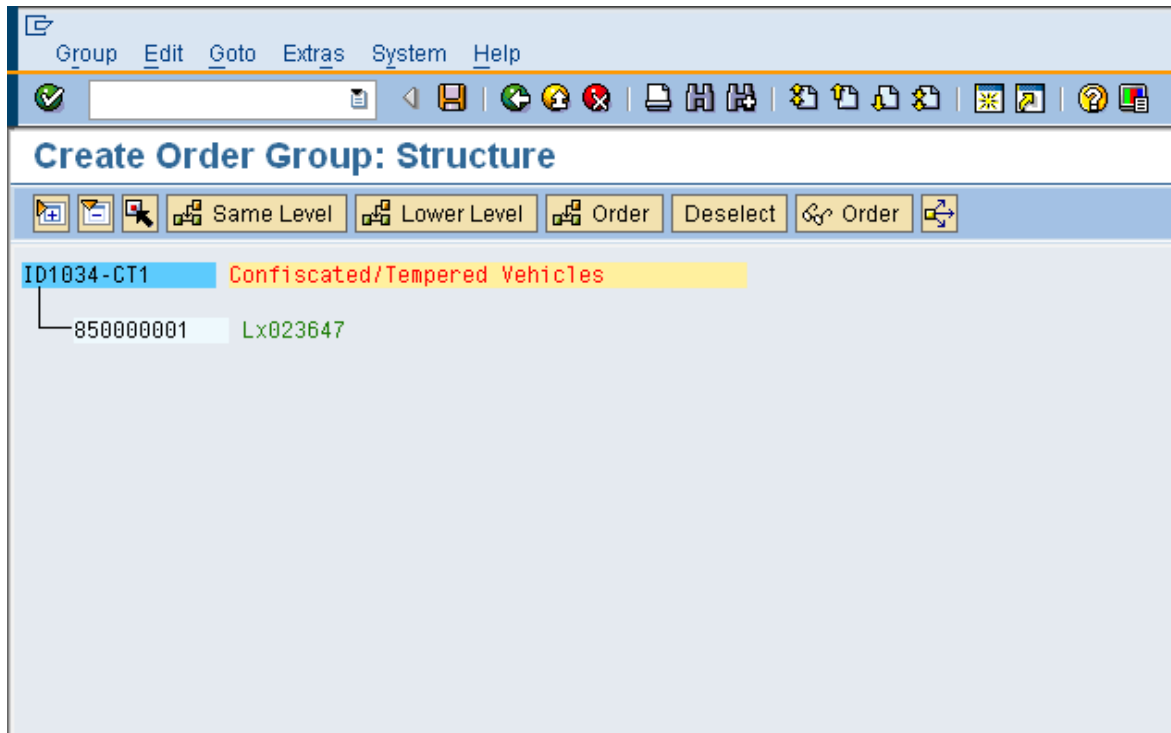 Group Edit Goto Extras System Help
Create Order Group: Structure
Same Level Lower Level Order Deselect Order
ID1034-CT1 Confiscated/Tempered Vehicles
850000001 Lx023647